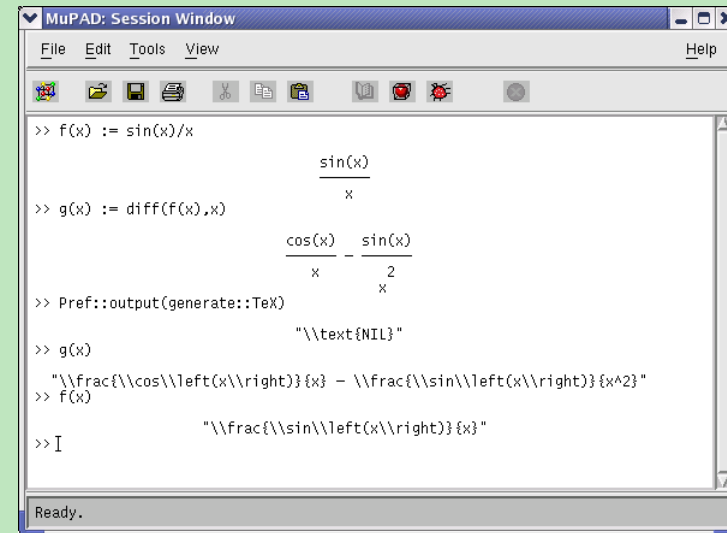 MuPAD: Session Window
File Edit Tools View Help
>> f(x) := sin(x)/x
sin(x)
x
>> g(x) := diff(f(x),x)
cos(x) − sin(x)
x 2
x
>> Pref::output(generate::TeX)
"\\text{NIL}"
>> g(x)
"\\frac{\\cos\\left(x\\right)}{x} − \\frac{\\sin\\left(x\\right)}{x^2}"
>> f(x)
"\\frac{\\sin\\left(x\\right)}{x}"
>>
Ready.